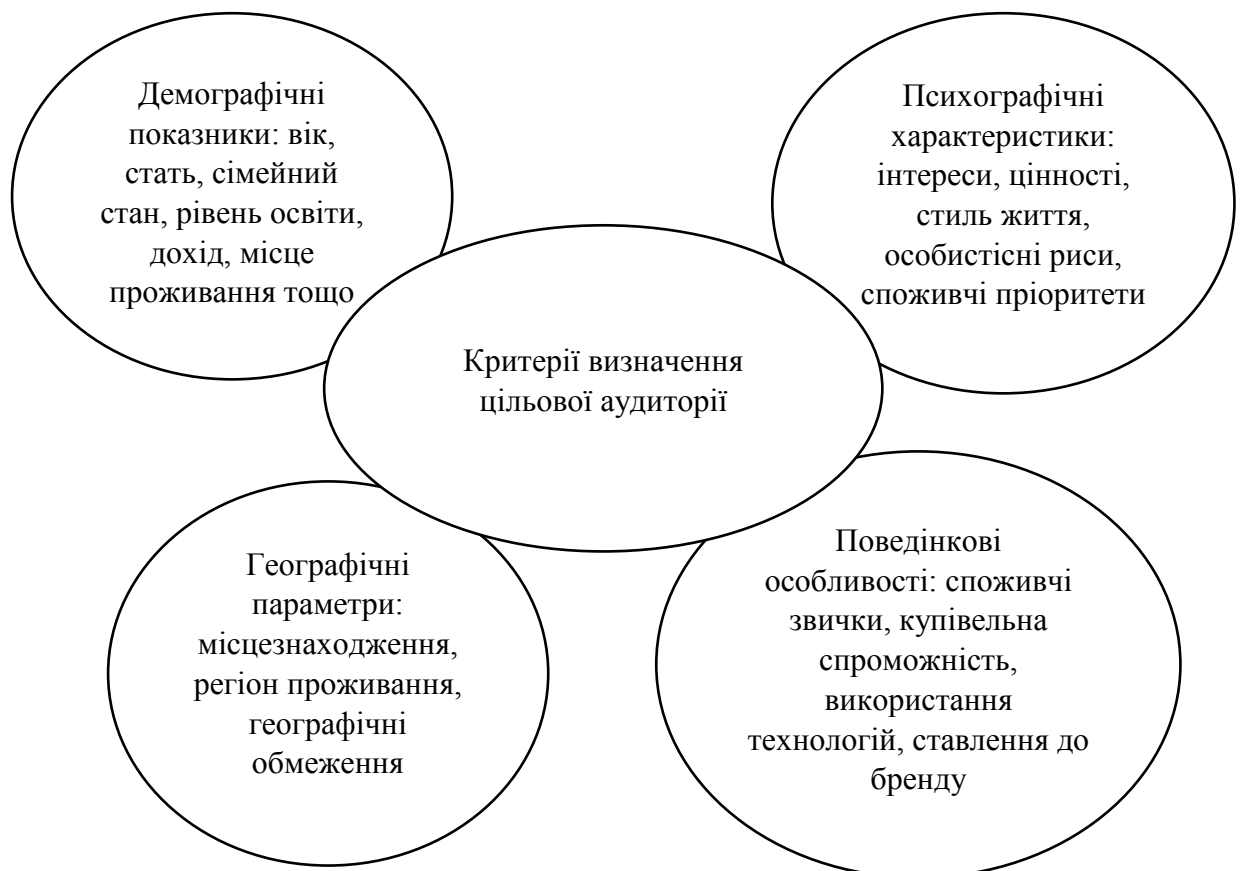 Демографічні
показники: вік,
стать, сімейний
стан, рівень освіти,
дохід, місце
проживання тощо
Психографічні
характеристики:
інтереси, цінності,
стиль життя,
особистісні риси,
споживчі пріоритети
Критерії визначення
цільової аудиторії
Географічні
параметри:
місцезнаходження,
регіон проживання,
географічні
обмеження
Поведінкові
особливості: споживчі
звички, купівельна
спроможність,
використання
технологій, ставлення до
бренду